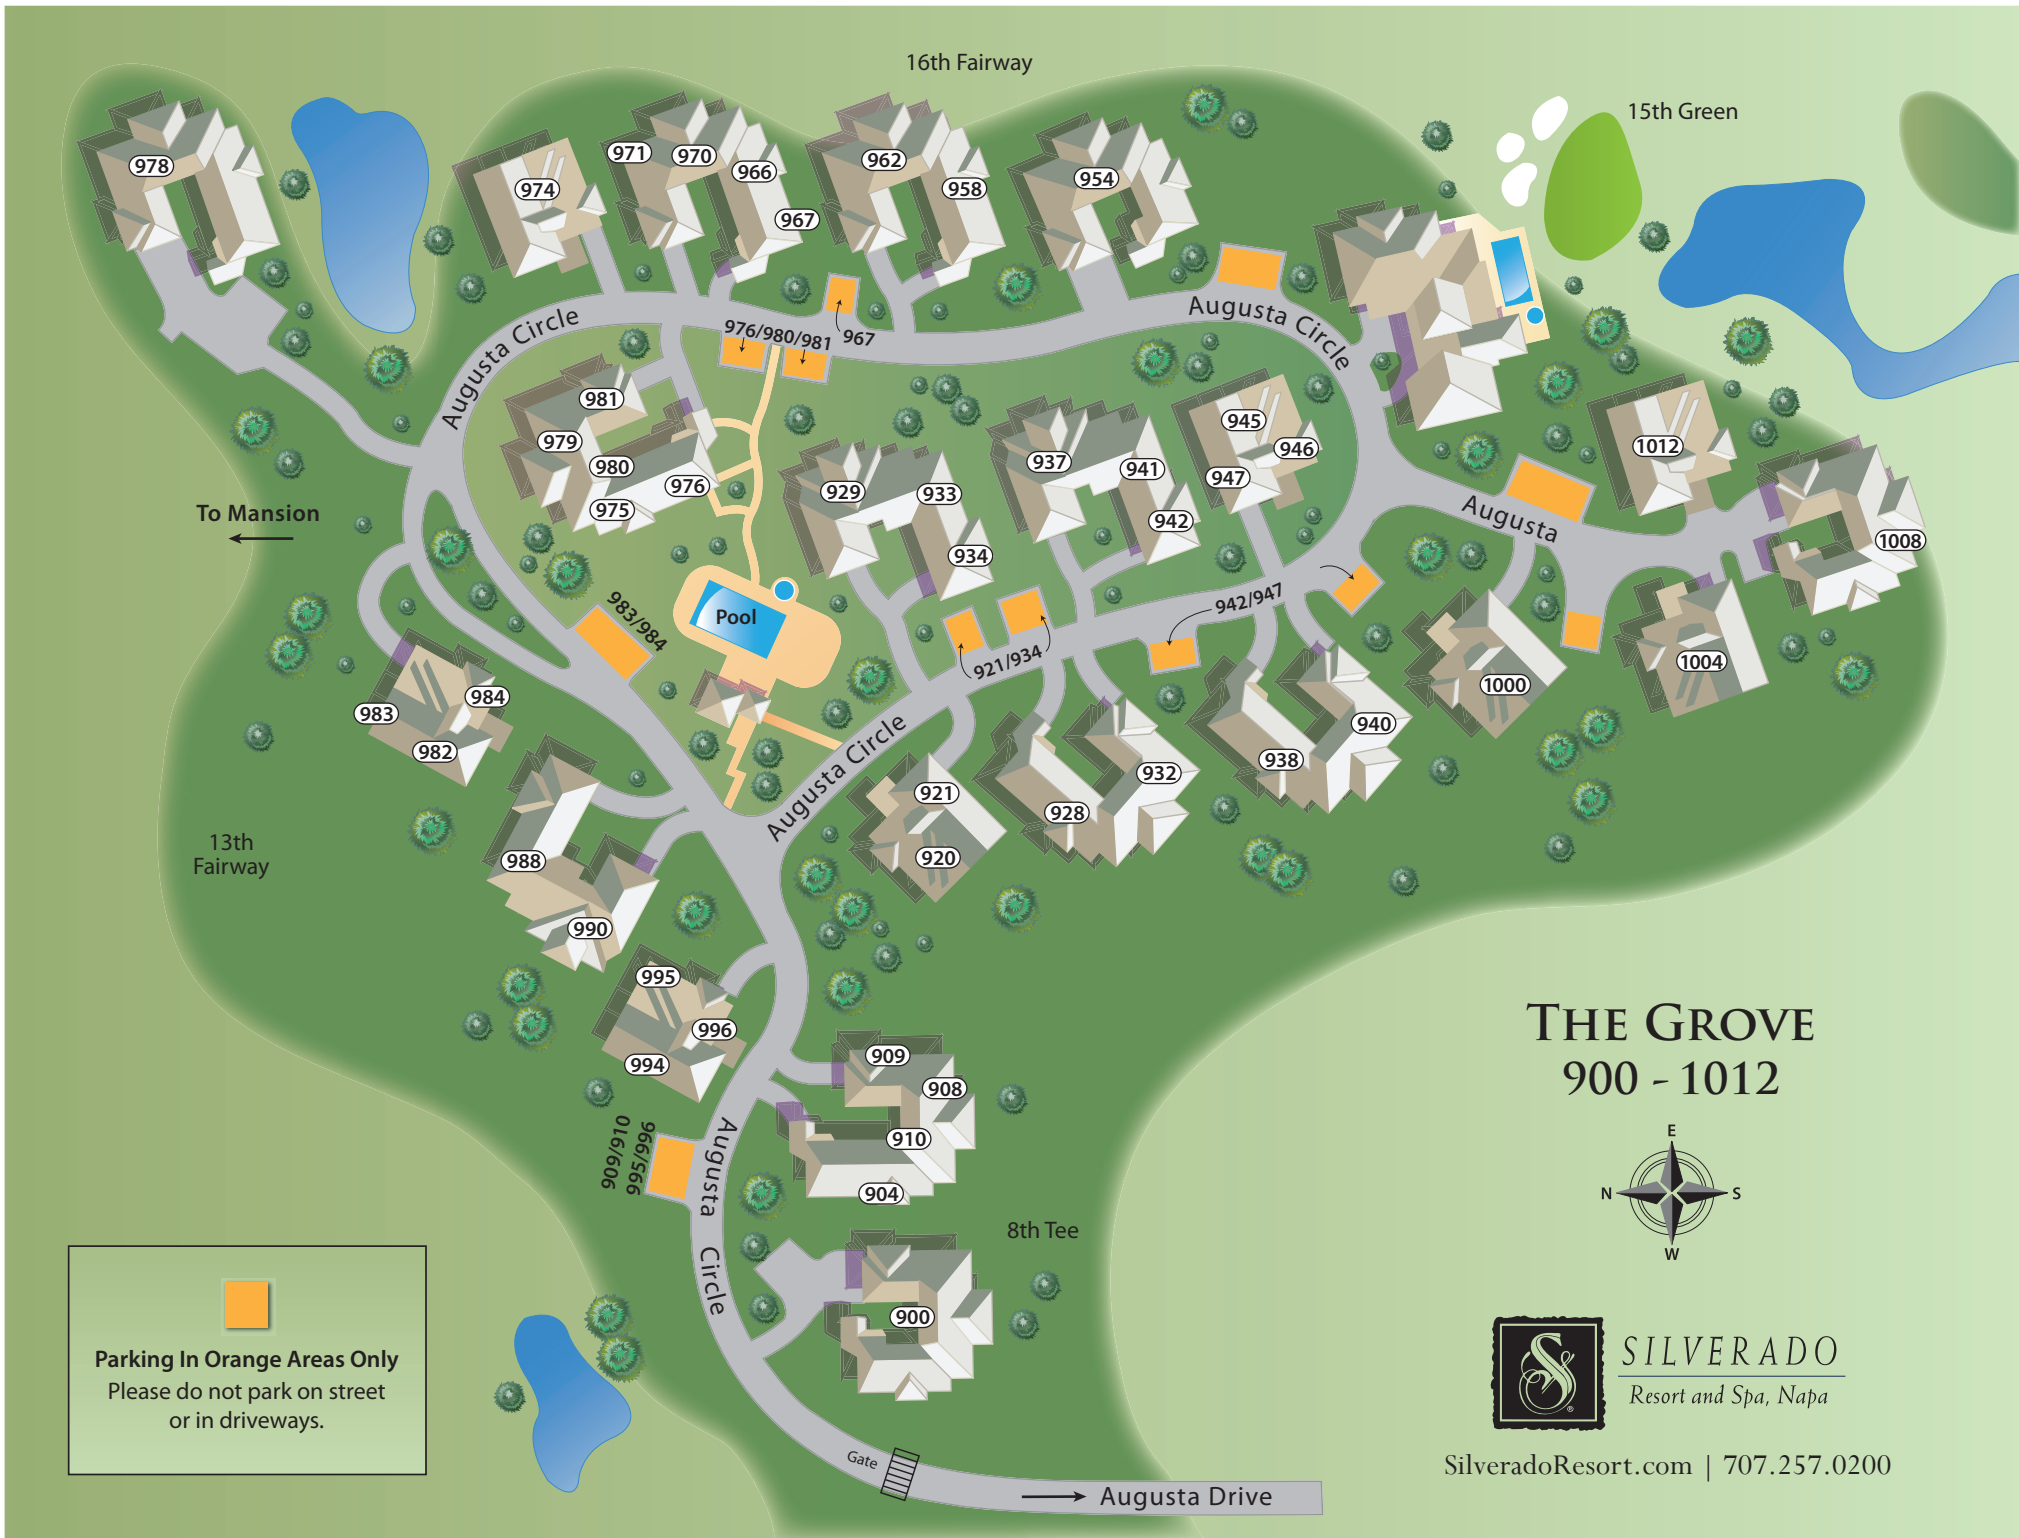 16th Fairway
15th Green
978
974
971
970
966
967
962
958
954
Augusta Circle
976/980/981
967
Augusta Circle
981
979
980
976
975
929
933
934
937
941
942
945
946
947
1012
1008
Augusta
To Mansion
Pool
983/984
921/934
942/947
984
983
982
1000
1004
940
938
932
928
921
920
Augusta Circle
13th
Fairway
988
990
995
996
994
909
908
910
904
909/910
995/996
Augusta Circle
900
8th Tee
Gate
Augusta Drive
Parking In Orange Areas Only
Please do not park on street
or in driveways.
THE GROVE
900 - 1012
E
N
S
W
S
®
SILVERADO
Resort and Spa, Napa
SilveradoResort.com | 707.257.0200